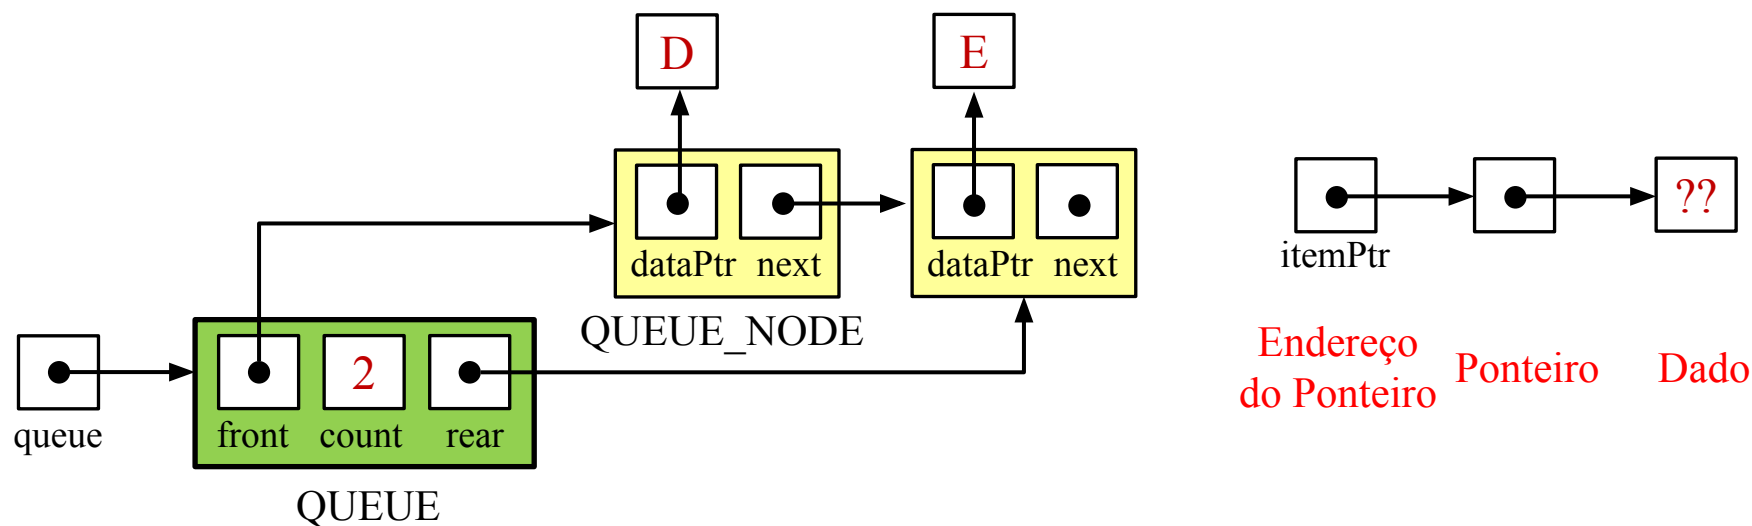 D
E
dataPtr next
dataPtr next
QUEUE_NODE
2
queue
front count rear
QUEUE
??
itemPtr
Endereço
do Ponteiro
Ponteiro
Dado